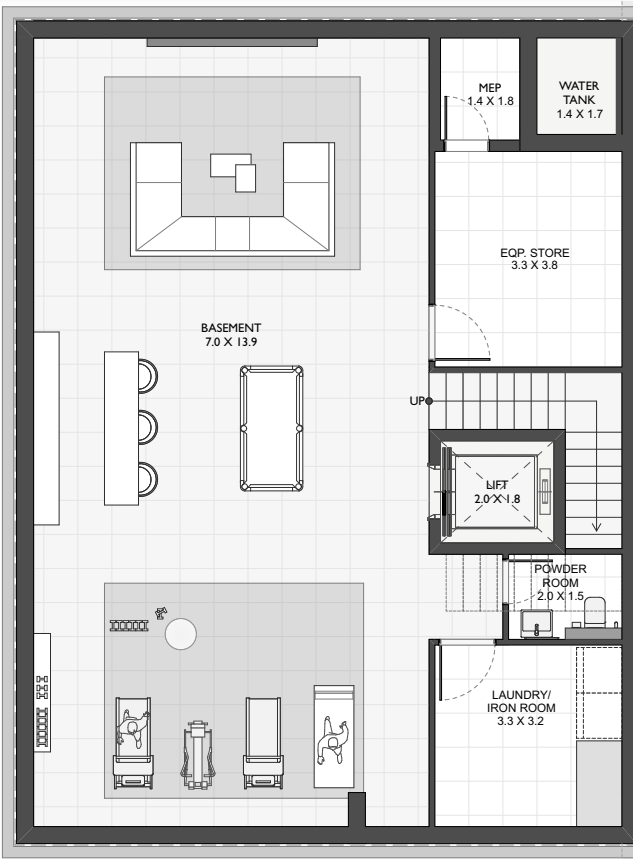 MEP
1.4 X 1.8
WATER
TANK
1.4 X 1.7
EQP. STORE
3.3 X 3.8
BASEMENT
7.0 X 13.9
UP
LIFT
2.0 X 1.8
POWDER
ROOM
2.0 X 1.5
LAUNDRY/
IRON ROOM
3.3 X 3.2